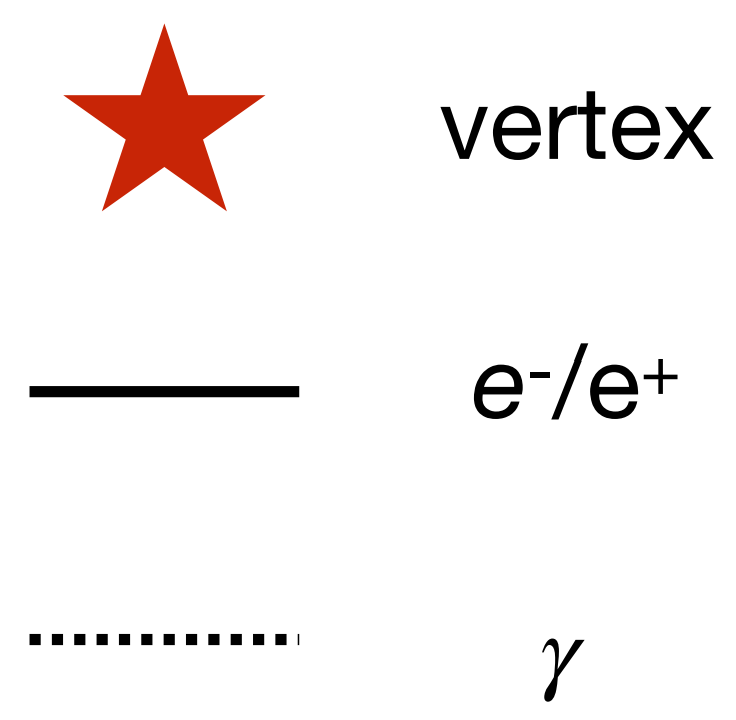 vertex
e⁻/e⁺
γ